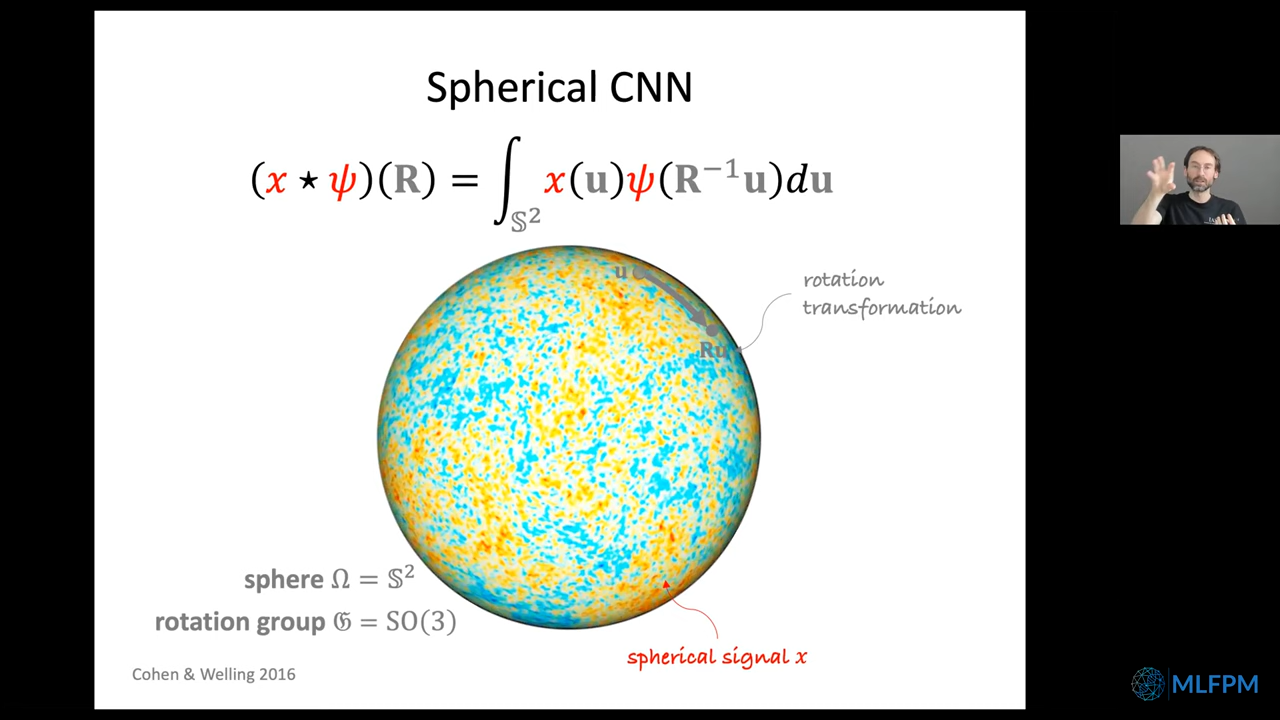 Spherical CNN
(x ⋆ ψ)(R) = ∫_𝕊² x(u)ψ(R⁻¹u)du
u
rotation
transformation
Ru
sphere Ω = 𝕊²
rotation group 𝔊 = SO(3)
spherical signal x
Cohen & Welling 2016
MLFPM